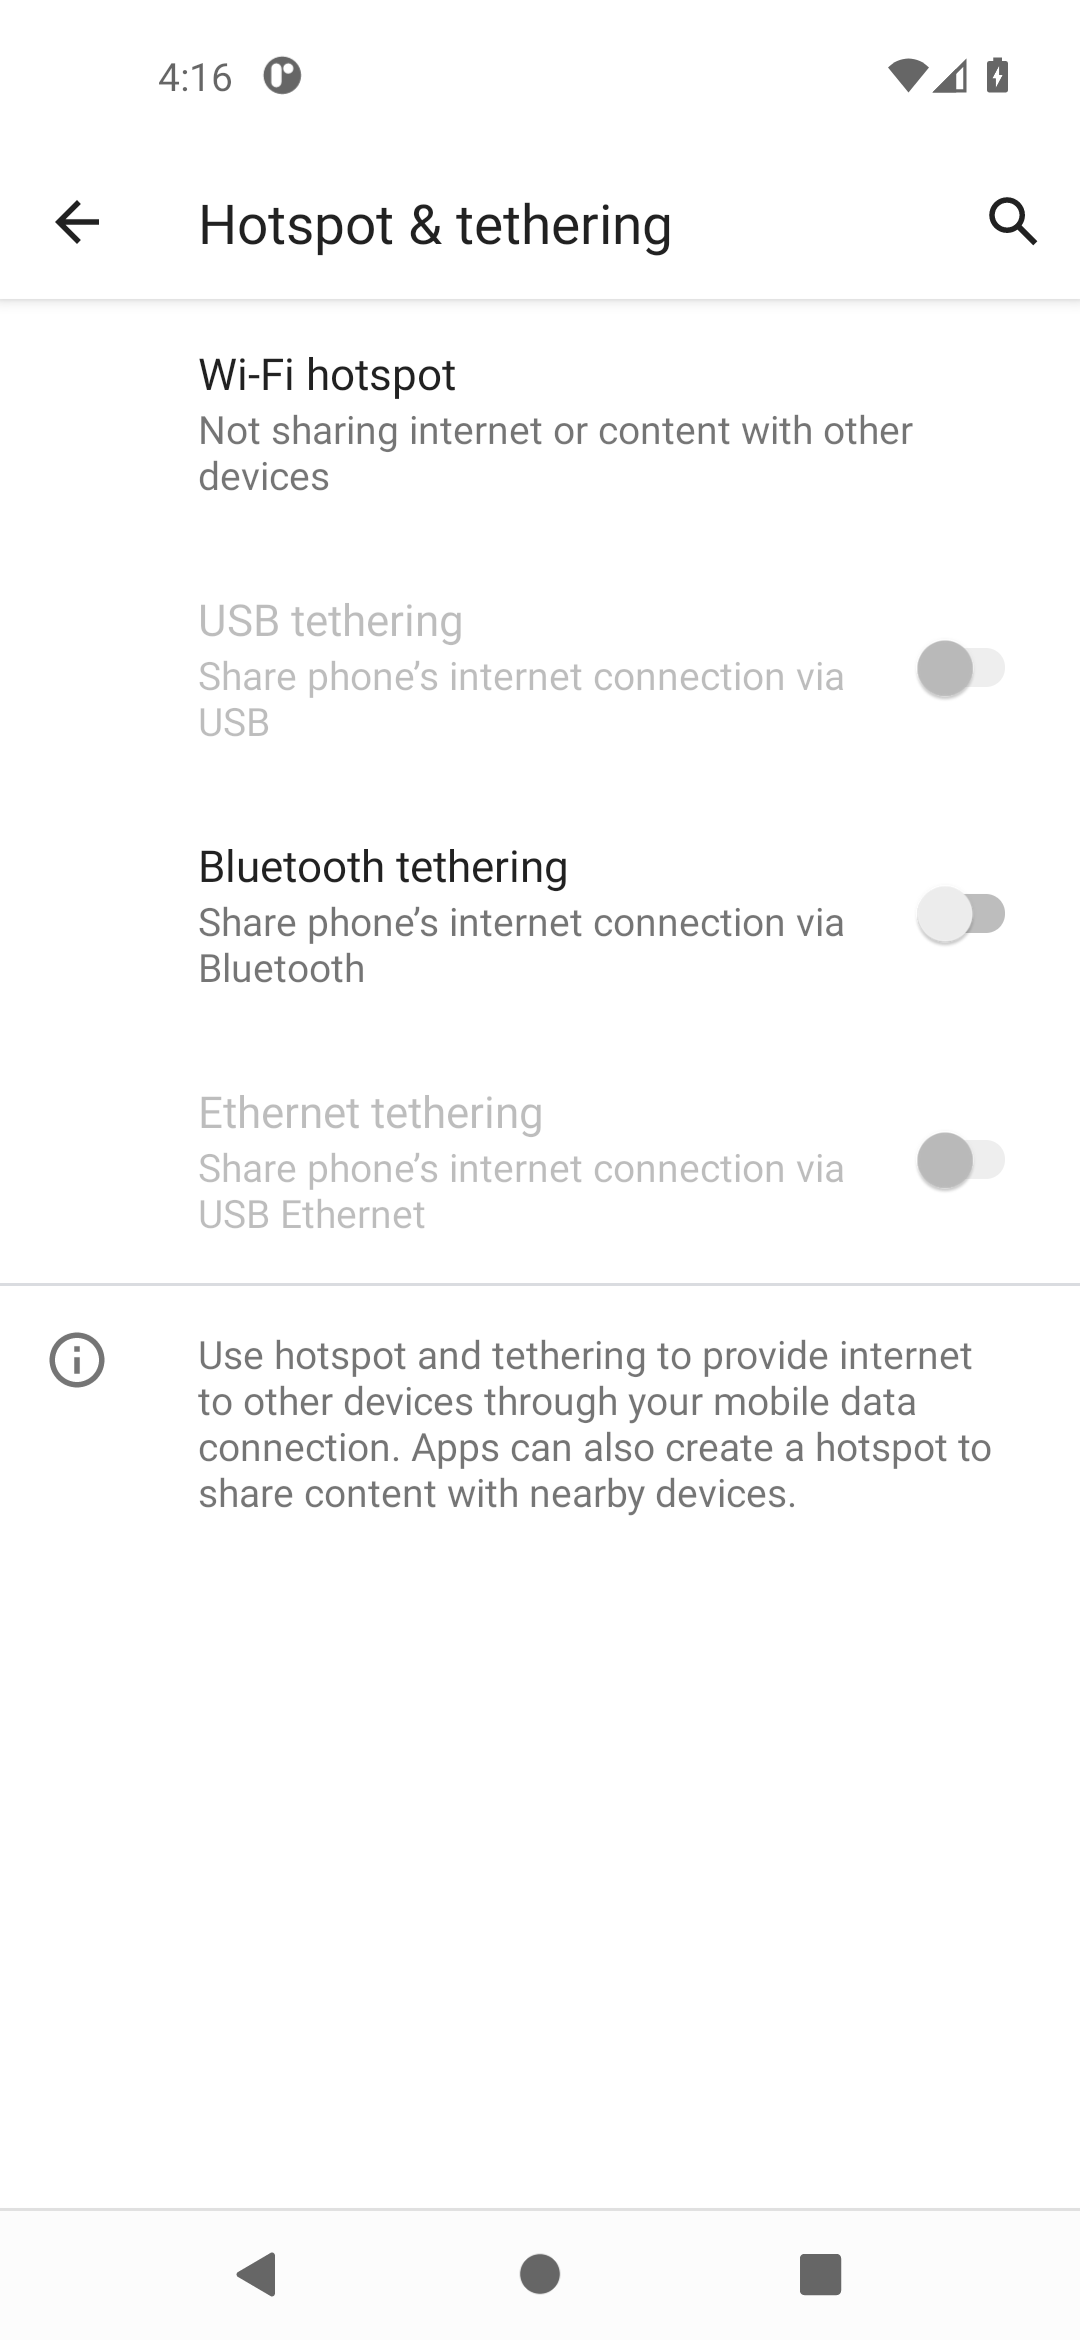 4:16
Hotspot & tethering
Wi-Fi hotspot
Not sharing internet or content with other
devices
USB tethering
Share phone’s internet connection via
USB
Bluetooth tethering
Share phone’s internet connection via
Bluetooth
Ethernet tethering
Share phone’s internet connection via
USB Ethernet
Use hotspot and tethering to provide internet
to other devices through your mobile data
connection. Apps can also create a hotspot to
share content with nearby devices.